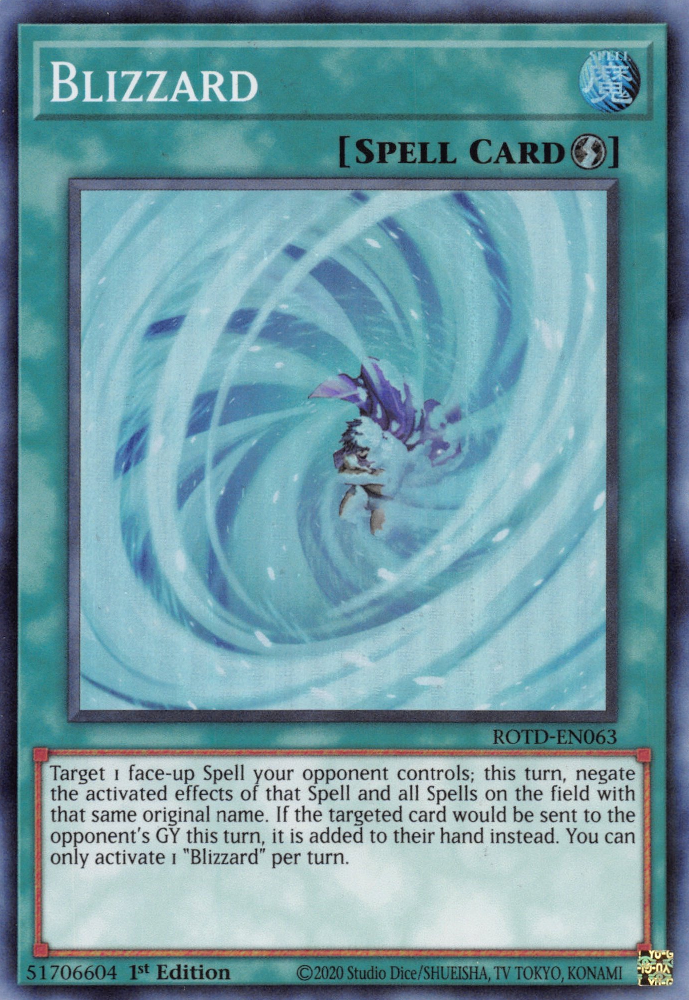 BLIZZARD
SPELL
魔
[SPELL CARD]
ROTD-EN063
Target 1 face-up Spell your opponent controls; this turn, negate
the activated effects of that Spell and all Spells on the field with
that same original name. If the targeted card would be sent to the
opponent's GY this turn, it is added to their hand instead. You can
only activate 1 "Blizzard" per turn.
51706604 1st Edition ©2020 Studio Dice/SHUEISHA, TV TOKYO, KONAMI